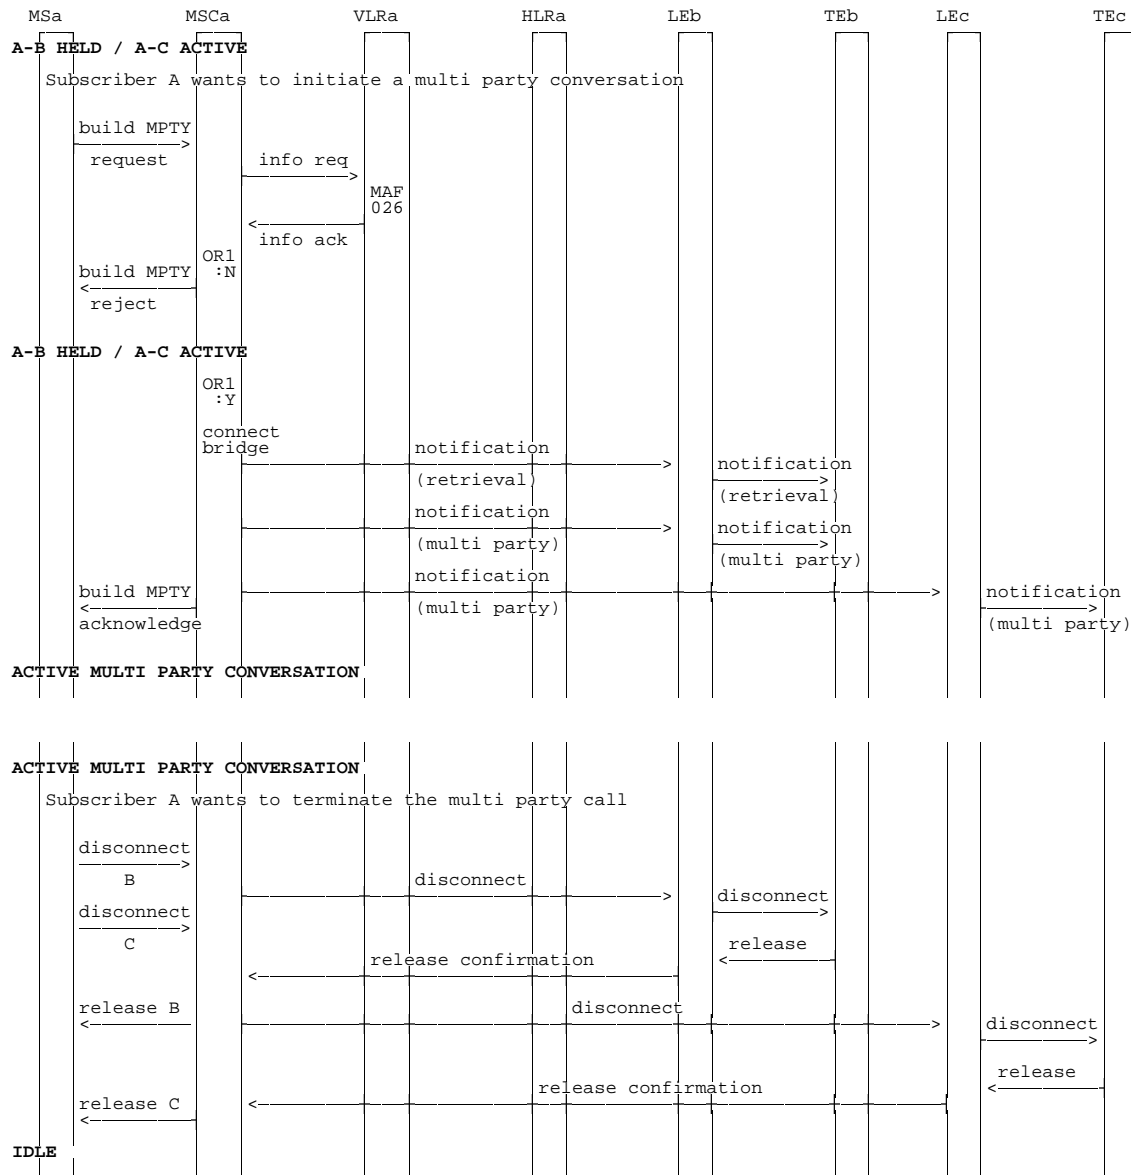 MSa MSCa VLRa HLRa LEb TEb LEc TEc
A-B HELD / A-C ACTIVE
Subscriber A wants to initiate a multi party conversation
build MPTY
request
info req
MAF
026
info ack
OR1
:N
build MPTY
reject
A-B HELD / A-C ACTIVE
OR1
:Y
connect
bridge
notification
(retrieval)
notification
(retrieval)
notification
(multi party)
notification
(multi party)
notification
(multi party)
build MPTY
acknowledge
notification
(multi party)
ACTIVE MULTI PARTY CONVERSATION
ACTIVE MULTI PARTY CONVERSATION
Subscriber A wants to terminate the multi party call
disconnect
B
disconnect
disconnect
disconnect
C
release
release confirmation
release B
disconnect
disconnect
release
release confirmation
release C
IDLE